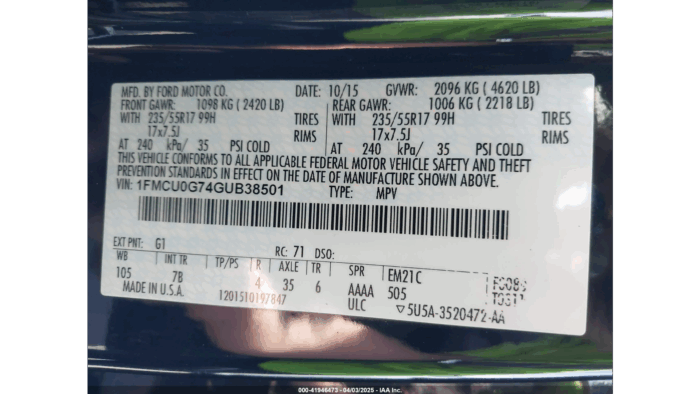 MFD. BY FORD MOTOR CO. DATE: 10/15 GVWR: 2096 KG ( 4620 LB)
FRONT GAWR: 1098 KG ( 2420 LB) REAR GAWR: 1006 KG ( 2218 LB)
WITH 235/55R17 99H TIRES WITH 235/55R17 99H TIRES
17x7.5J RIMS 17x7.5J RIMS
AT 240 kPa/ 35 PSI COLD AT 240 kPa/ 35 PSI COLD
THIS VEHICLE CONFORMS TO ALL APPLICABLE FEDERAL MOTOR VEHICLE SAFETY AND THEFT
PREVENTION STANDARDS IN EFFECT ON THE DATE OF MANUFACTURE SHOWN ABOVE.
VIN: 1FMCU0G74GUB38501 TYPE: MPV
EXT PNT: G1 RC: 71 DSO:
WB INT TR TP/PS R AXLE TR SPR EM21C
105 7B 4 35 6 AAAA 505
MADE IN U.S.A. 1201510197847 ULC ▽5U5A-3520472-AA
000-41946473 - 04/03/2025 - IAA Inc.